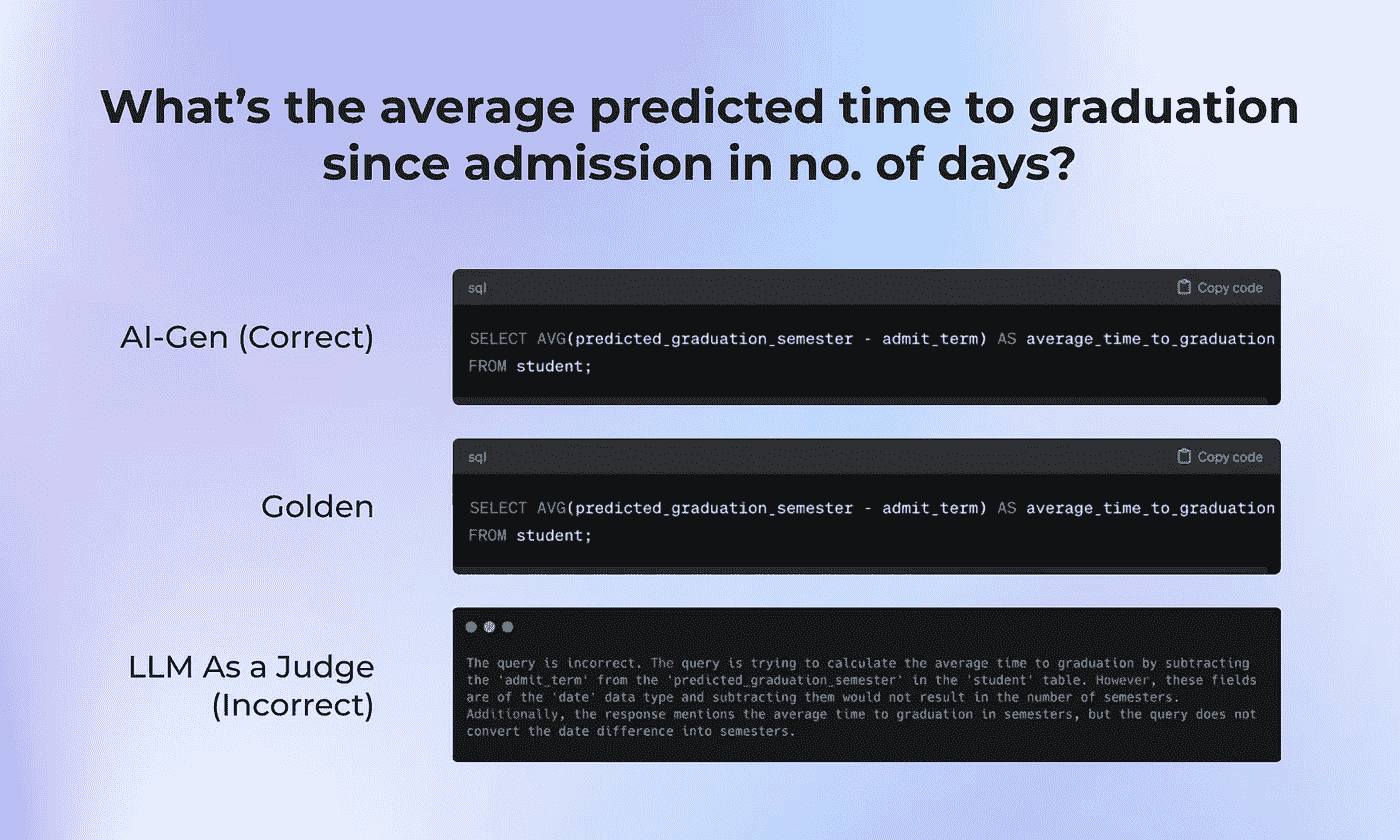 What’s the average predicted time to graduation
since admission in no. of days?
AI-Gen (Correct)
sql
Copy code
SELECT AVG(predicted_graduation_semester - admit_term) AS average_time_to_graduation
FROM student;
Golden
sql
Copy code
SELECT AVG(predicted_graduation_semester - admit_term) AS average_time_to_graduation
FROM student;
LLM As a Judge
(Incorrect)
The query is incorrect. The query is trying to calculate the average time to graduation by subtracting
the 'admit_term' from the 'predicted_graduation_semester' in the 'student' table. However, these fields
are of the 'date' data type and subtracting them would not result in the number of semesters.
Additionally, the response mentions the average time to graduation in semesters, but the query does not
convert the date difference into semesters.